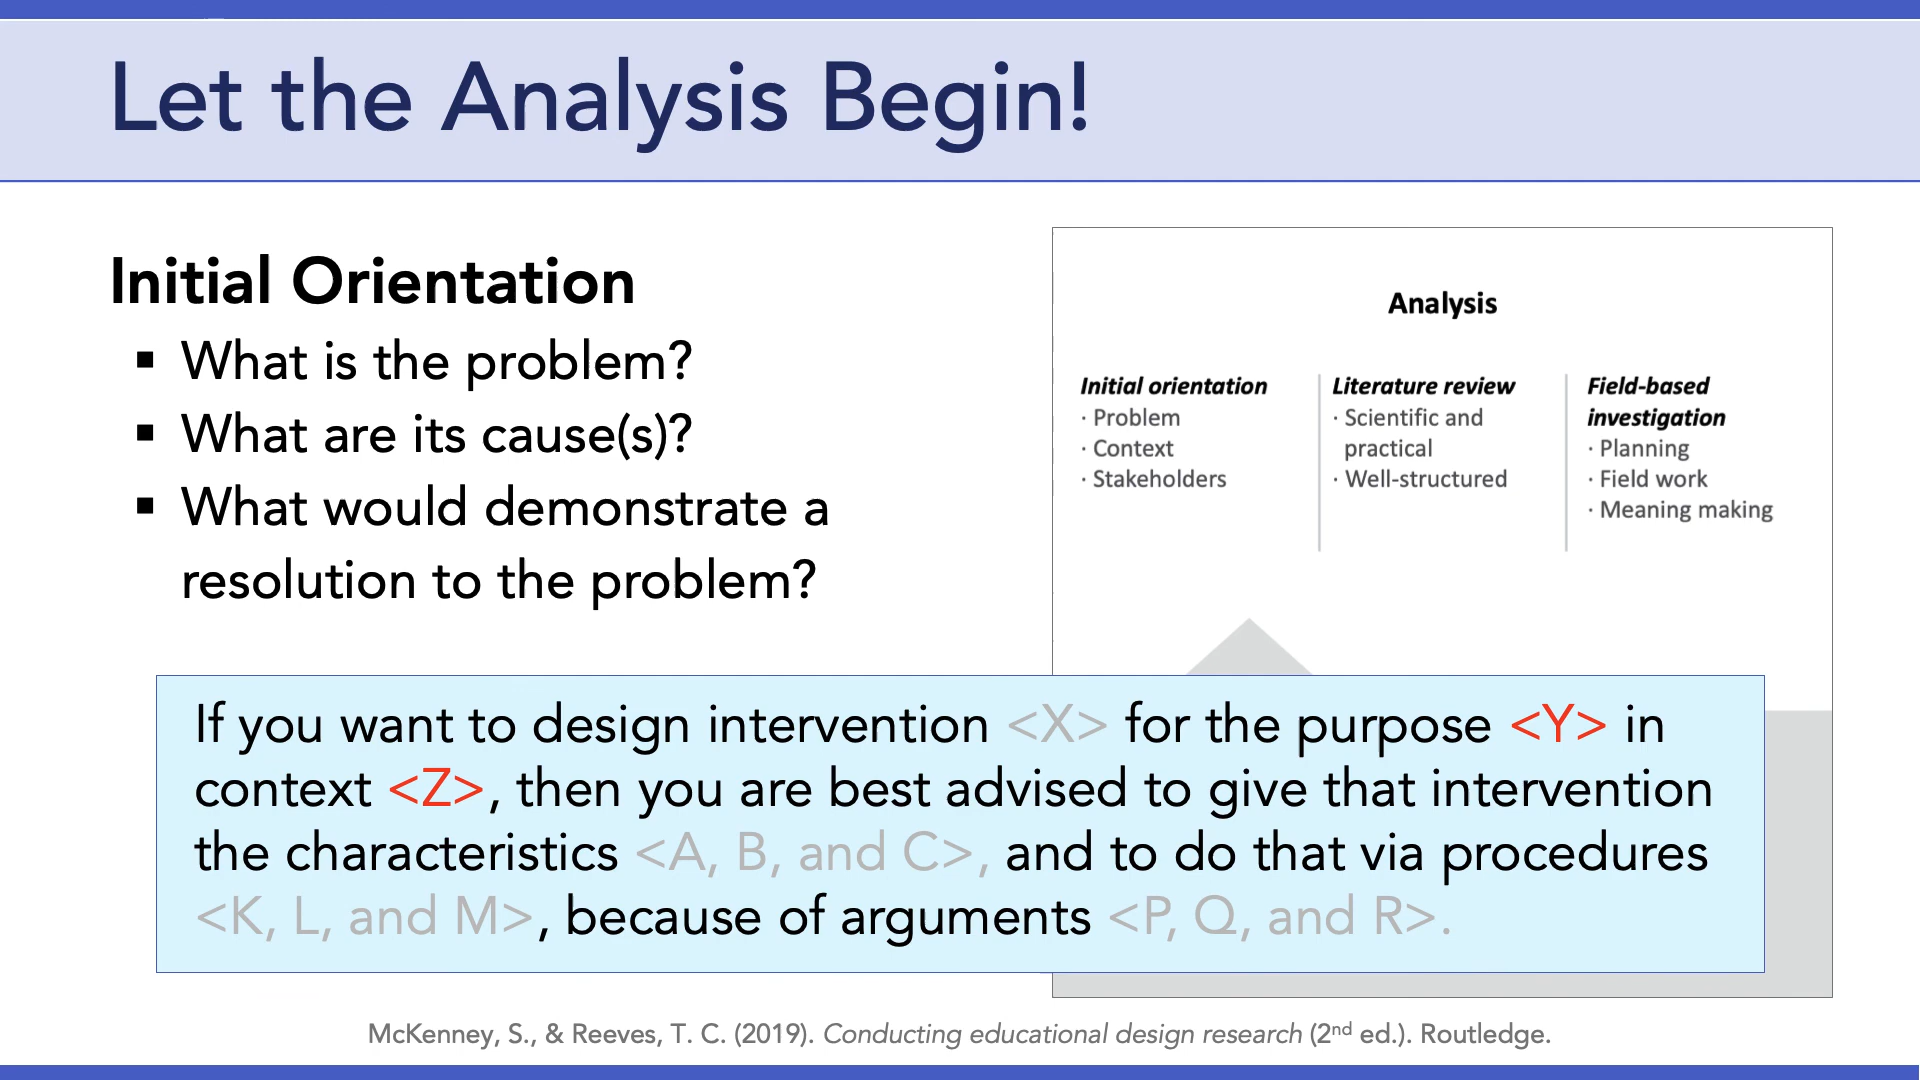 Let the Analysis Begin!
Initial Orientation
▪ What is the problem?
▪ What are its cause(s)?
▪ What would demonstrate a
resolution to the problem?
Analysis
Initial orientation
· Problem
· Context
· Stakeholders
Literature review
· Scientific and
practical
· Well-structured
Field-based
investigation
· Planning
· Field work
· Meaning making
If you want to design intervention <X> for the purpose <Y> in
context <Z>, then you are best advised to give that intervention
the characteristics <A, B, and C>, and to do that via procedures
<K, L, and M>, because of arguments <P, Q, and R>.
McKenney, S., & Reeves, T. C. (2019). Conducting educational design research (2nd ed.). Routledge.